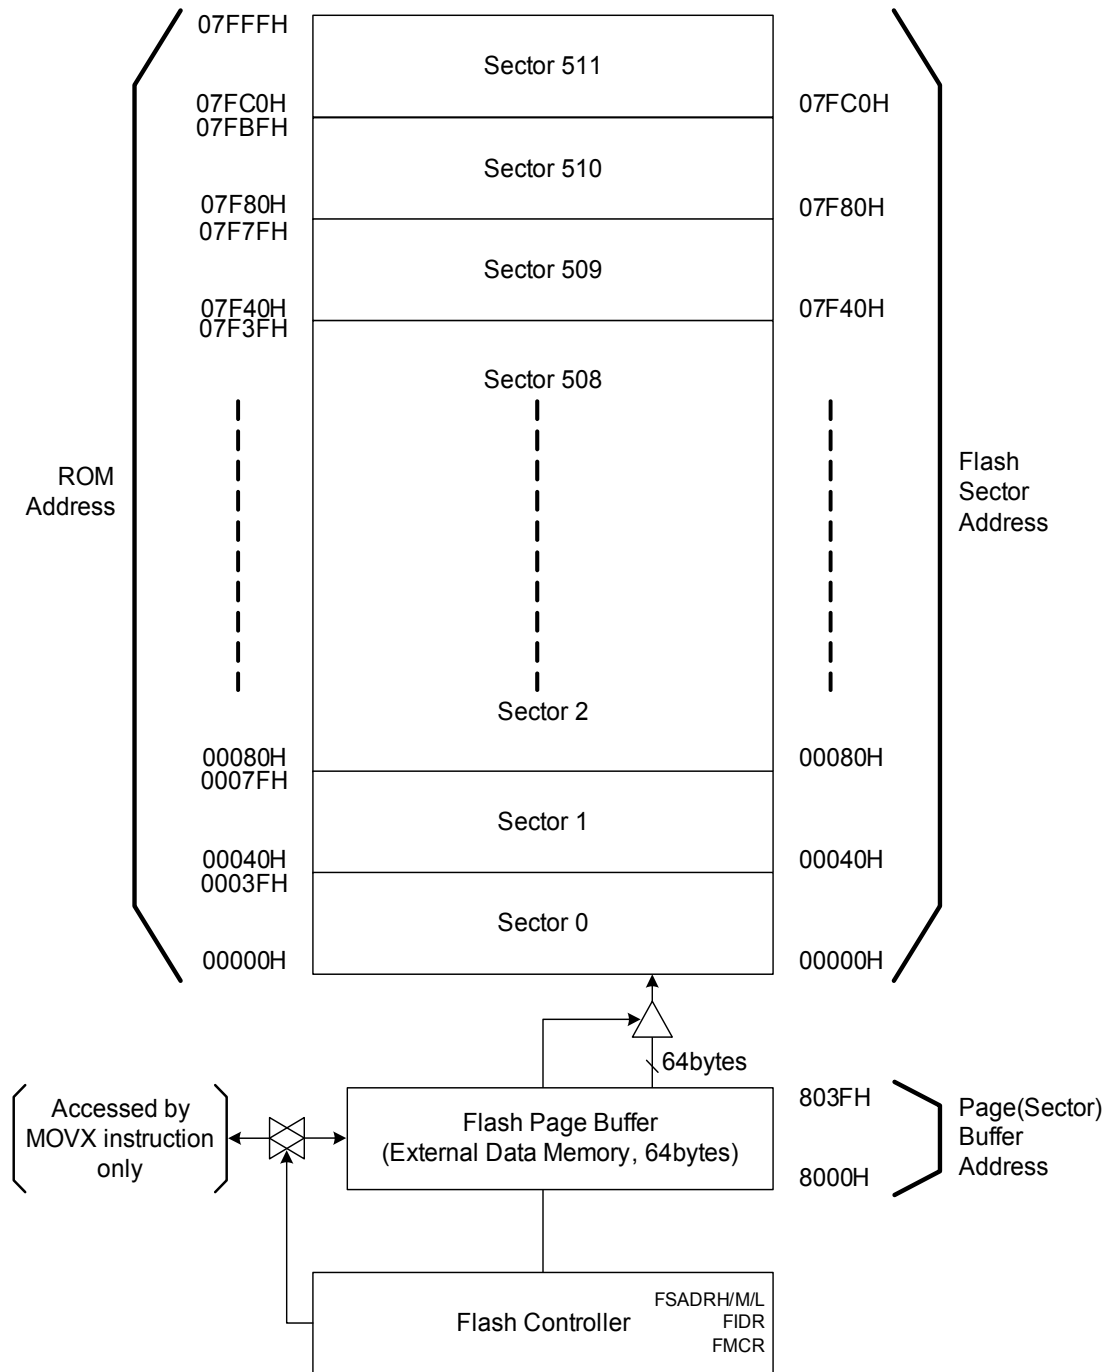 07FFFH
Sector 511
07FC0H
07FC0H
07FBFH
Sector 510
07F80H
07F80H
07F7FH
Sector 509
07F40H
07F40H
07F3FH
Sector 508
ROM
Address
Flash
Sector
Address
Sector 2
00080H
00080H
0007FH
Sector 1
00040H
00040H
0003FH
Sector 0
00000H
00000H
64bytes
Accessed by
MOVX instruction
only
Flash Page Buffer
(External Data Memory, 64bytes)
803FH
8000H
Page(Sector)
Buffer
Address
Flash Controller
FSADRH/M/L
FIDR
FMCR